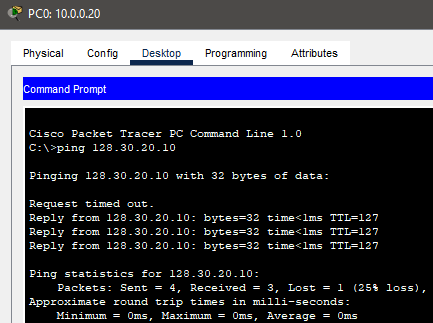 PC0: 10.0.0.20
Physical Config Desktop Programming Attributes
Command Prompt
Cisco Packet Tracer PC Command Line 1.0
C:\>ping 128.30.20.10
Pinging 128.30.20.10 with 32 bytes of data:
Request timed out.
Reply from 128.30.20.10: bytes=32 time<1ms TTL=127
Reply from 128.30.20.10: bytes=32 time<1ms TTL=127
Reply from 128.30.20.10: bytes=32 time<1ms TTL=127
Ping statistics for 128.30.20.10:
Packets: Sent = 4, Received = 3, Lost = 1 (25% loss),
Approximate round trip times in milli-seconds:
Minimum = 0ms, Maximum = 0ms, Average = 0ms